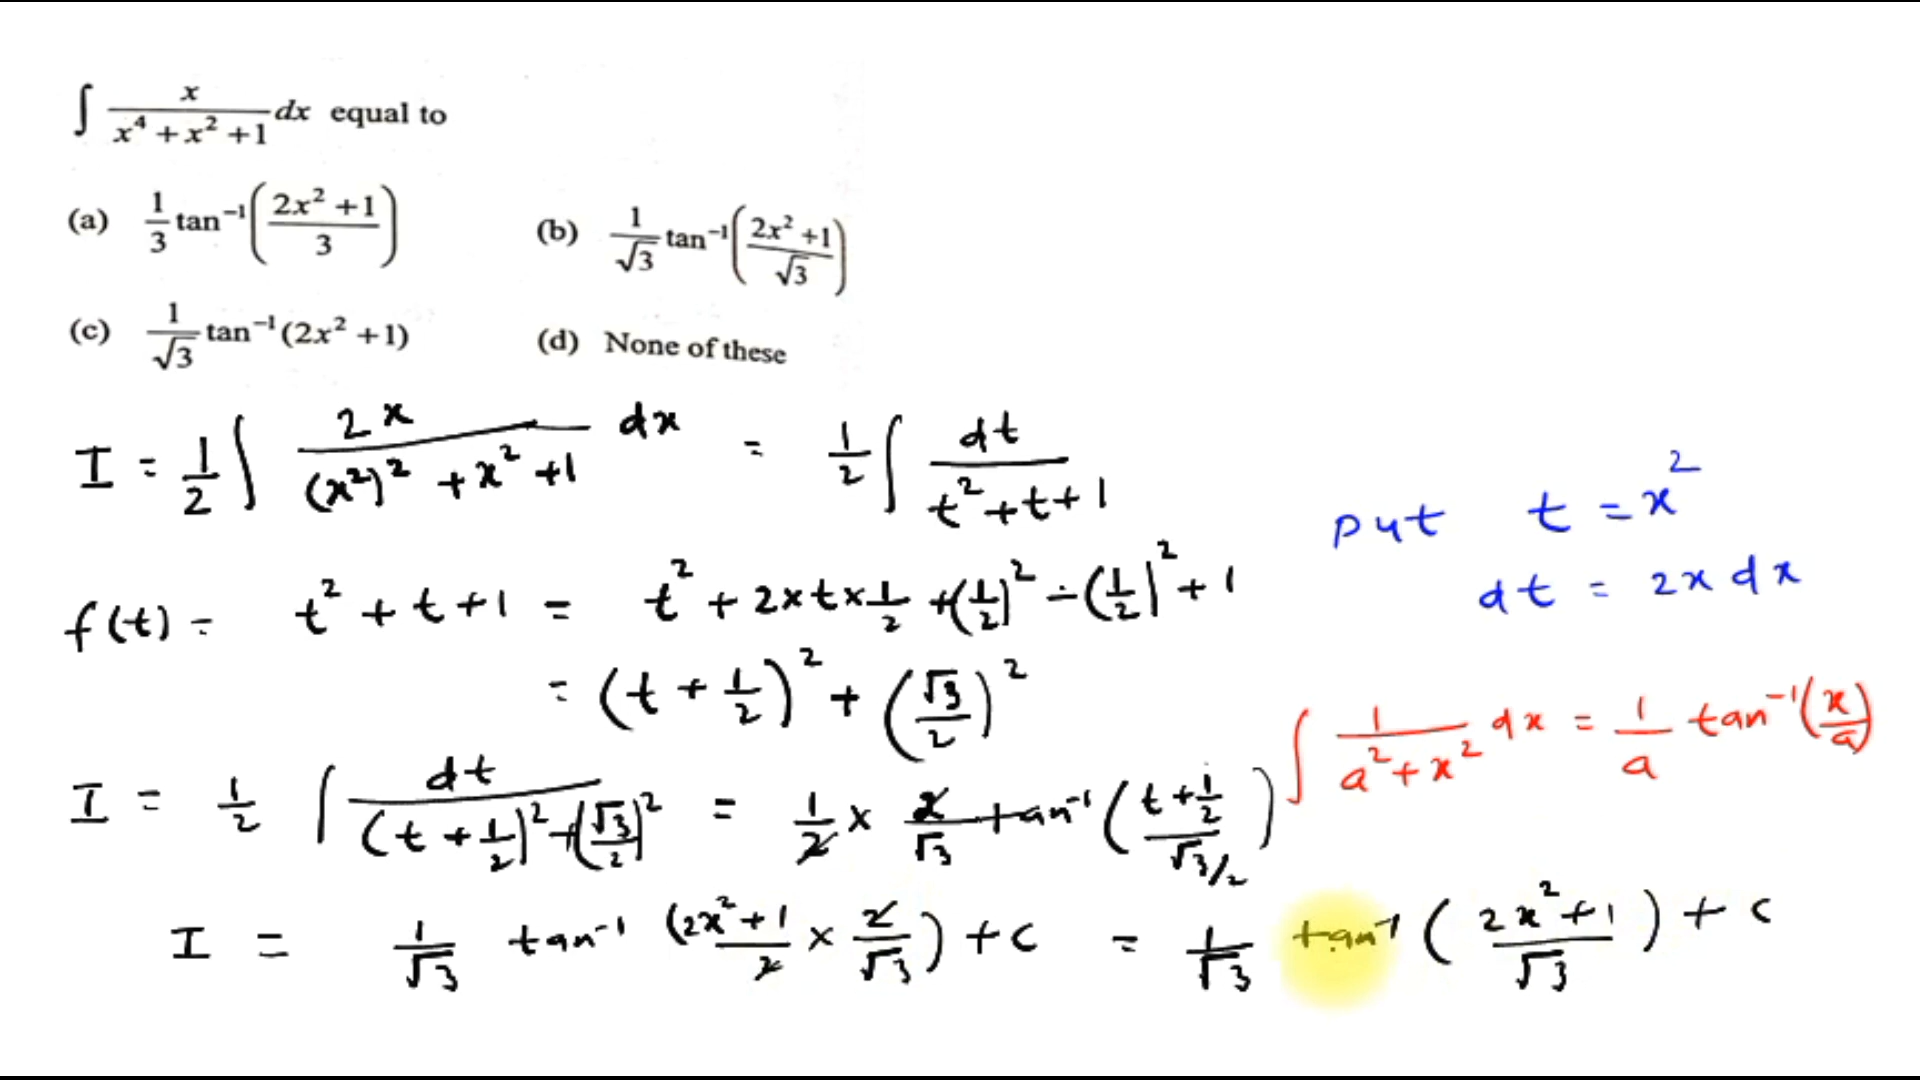 ∫ x/(x⁴ + x² + 1) dx equal to
(a) 1/3 tan⁻¹((2x² + 1)/3) (b) 1/√3 tan⁻¹((2x² + 1)/√3)
(c) 1/√3 tan⁻¹(2x² + 1) (d) None of these
I = 1/2 ∫ 2x/((x²)² + x² + 1) dx = 1/2 ∫ dt/(t² + t + 1)
put t = x²
dt = 2x dx
f(t) = t² + t + 1 = t² + 2×t×1/2 + (1/2)² - (1/2)² + 1
= (t + 1/2)² + (√3/2)²
∫ 1/(a² + x²) dx = 1/a tan⁻¹(x/a)
I = 1/2 ∫ dt/((t + 1/2)² + (√3/2)²) = 1/2 × 2/√3 tan⁻¹((t + 1/2)/(√3/2))
I = 1/√3 tan⁻¹((2x² + 1)/2 × 2/√3) + c = 1/√3 tan⁻¹((2x² + 1)/√3) + c